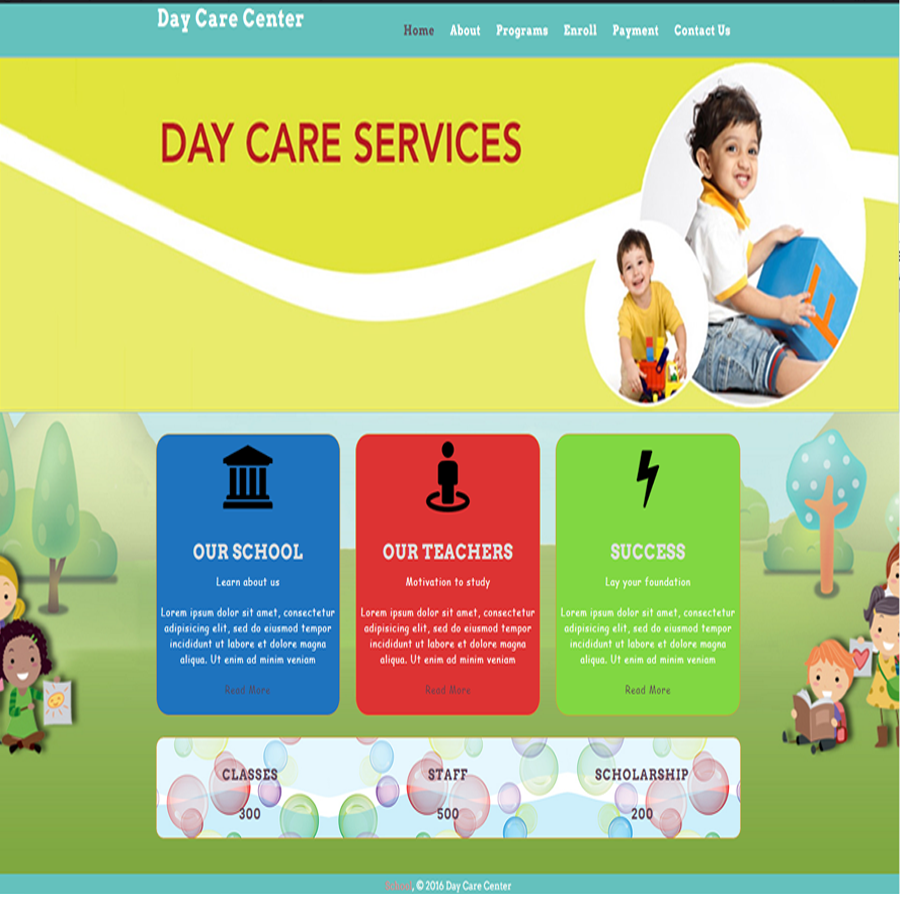 Day Care Center
Home About Programs Enroll Payment Contact Us
DAY CARE SERVICES
OUR SCHOOL
Learn about us
Lorem ipsum dolor sit amet, consectetur
adipisicing elit, sed do eiusmod tempor
incididunt ut labore et dolore magna
aliqua. Ut enim ad minim veniam
Read More
OUR TEACHERS
Motivation to study
Lorem ipsum dolor sit amet, consectetur
adipisicing elit, sed do eiusmod tempor
incididunt ut labore et dolore magna
aliqua. Ut enim ad minim veniam
Read More
SUCCESS
Lay your foundation
Lorem ipsum dolor sit amet, consectetur
adipisicing elit, sed do eiusmod tempor
incididunt ut labore et dolore magna
aliqua. Ut enim ad minim veniam
Read More
CLASSES
300
STAFF
500
SCHOLARSHIP
200
School, © 2016 Day Care Center